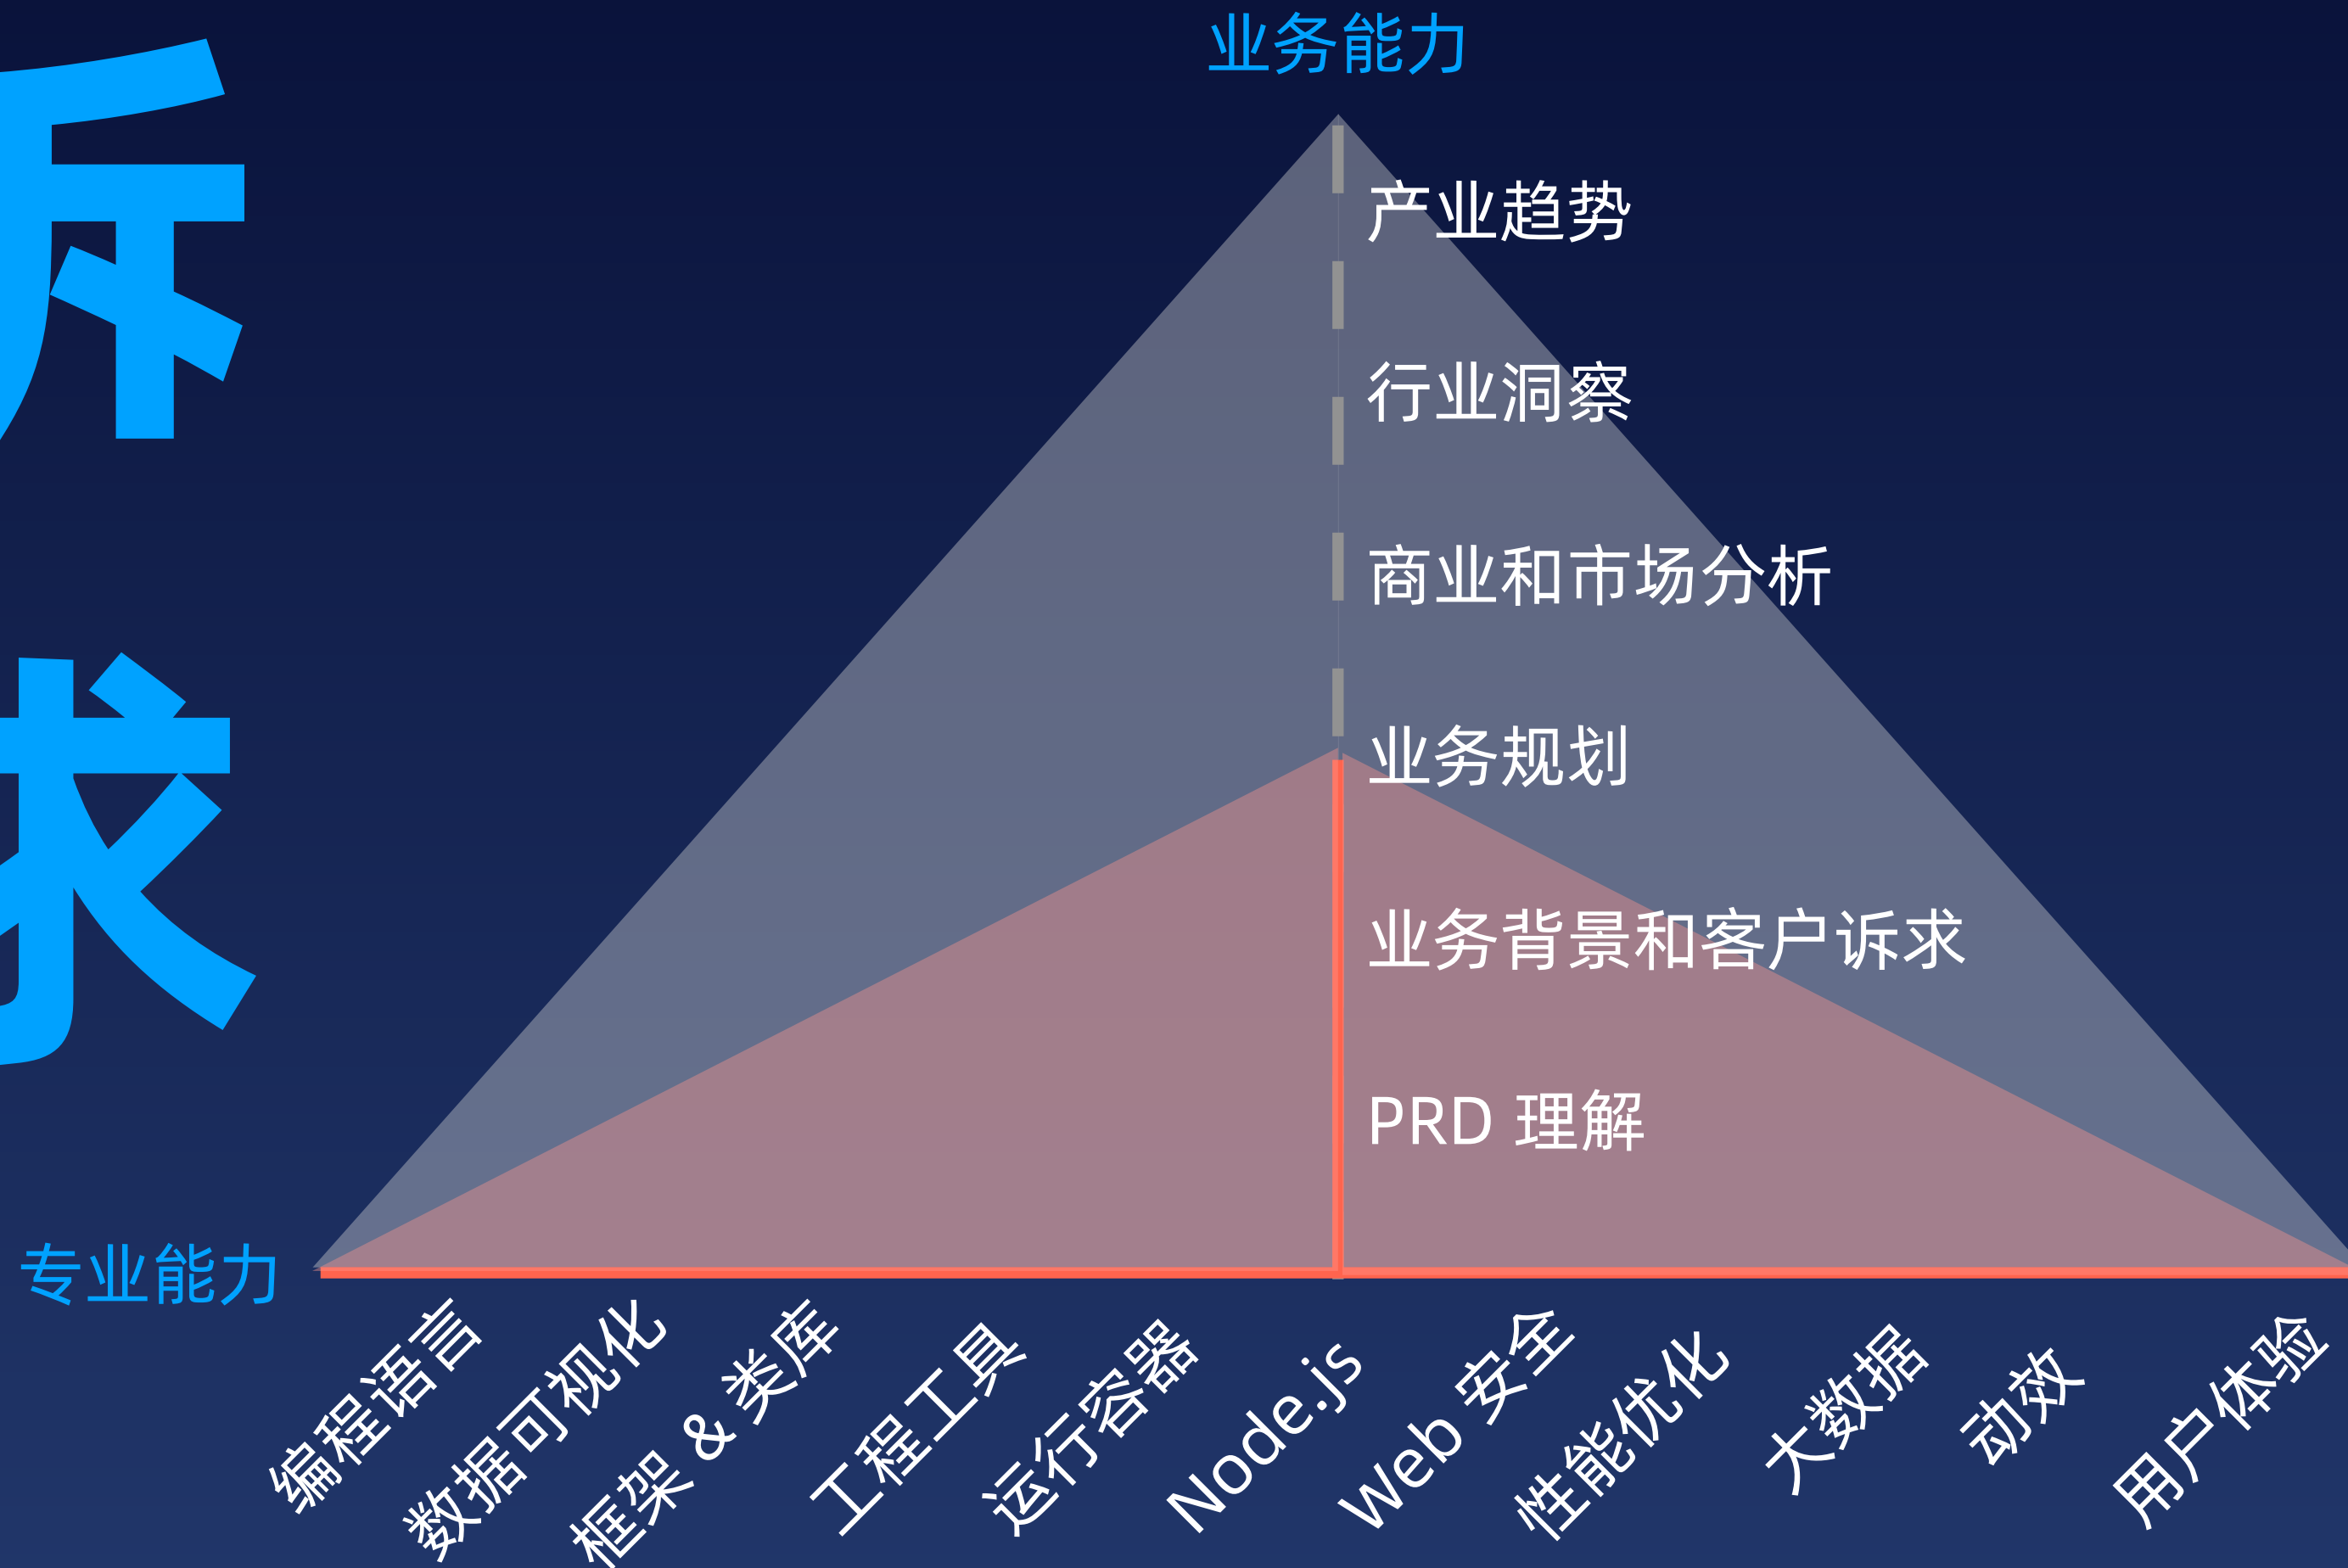 业务能力
诉
求
产业趋势
行业洞察
商业和市场分析
业务规划
业务背景和客户诉求
PRD 理解
专业能力
编程语言
数据可视化
框架 & 类库
工程工具
运行容器
Node.js
Web 安全
性能优化
大数据
动效
用户体验